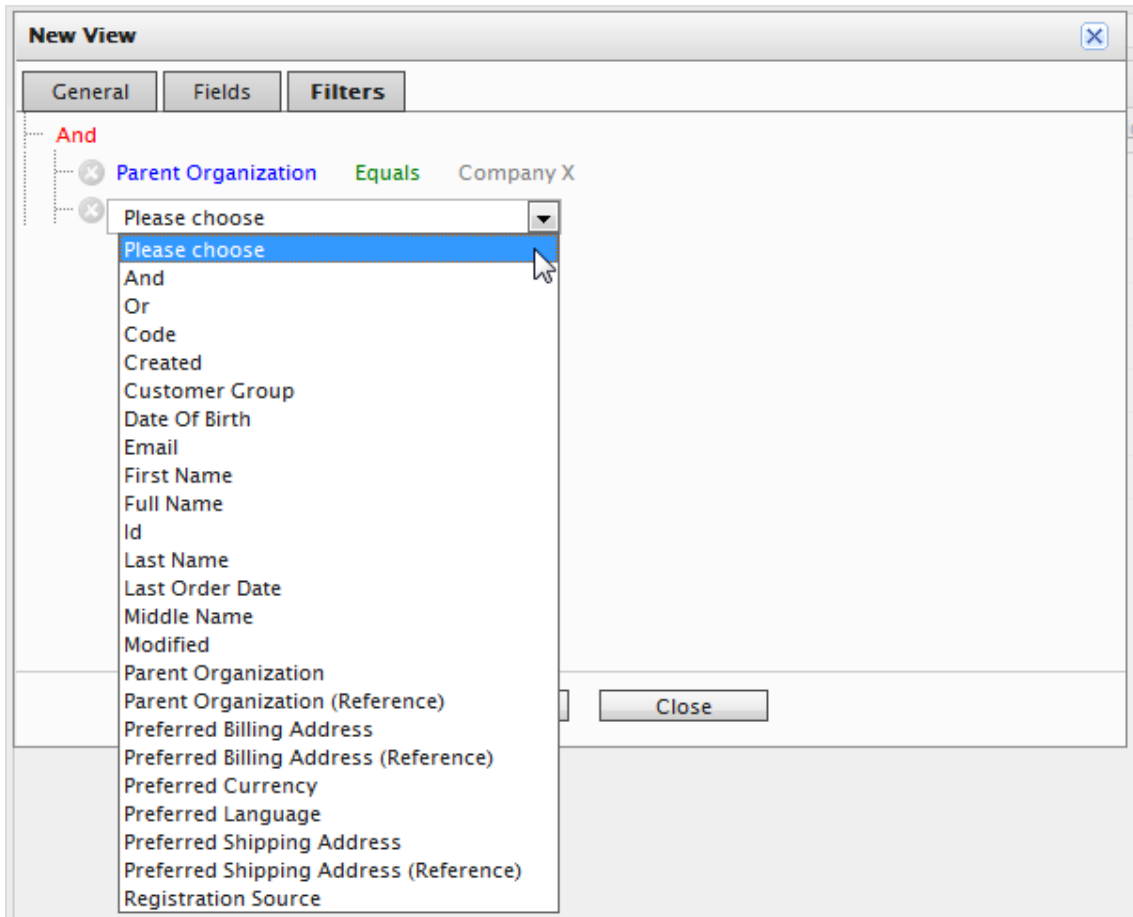 New View
General Fields Filters
And
Parent Organization Equals Company X
Please choose
Please choose
And
Or
Code
Created
Customer Group
Date Of Birth
Email
First Name
Full Name
Id
Last Name
Last Order Date
Middle Name
Modified
Parent Organization
Parent Organization (Reference)
Close
Preferred Billing Address
Preferred Billing Address (Reference)
Preferred Currency
Preferred Language
Preferred Shipping Address
Preferred Shipping Address (Reference)
Registration Source